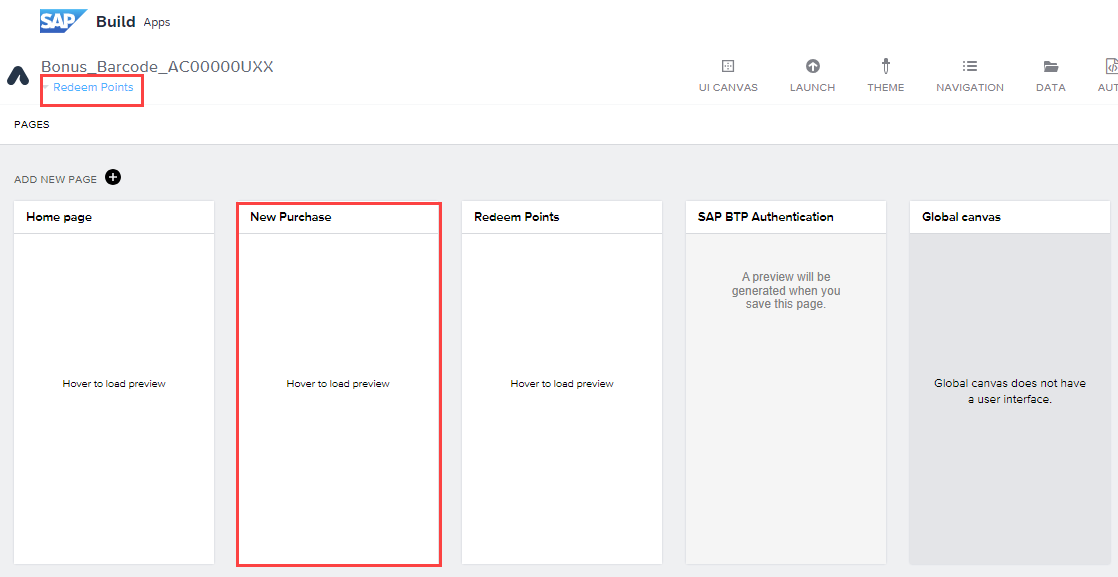 SAP Build Apps
Bonus_Barcode_AC00000UXX
Redeem Points
UI CANVAS LAUNCH THEME NAVIGATION DATA AUT
PAGES
ADD NEW PAGE
Home page New Purchase Redeem Points SAP BTP Authentication Global canvas
A preview will be
generated when you
save this page.
Hover to load preview Hover to load preview Hover to load preview Global canvas does not have
a user interface.